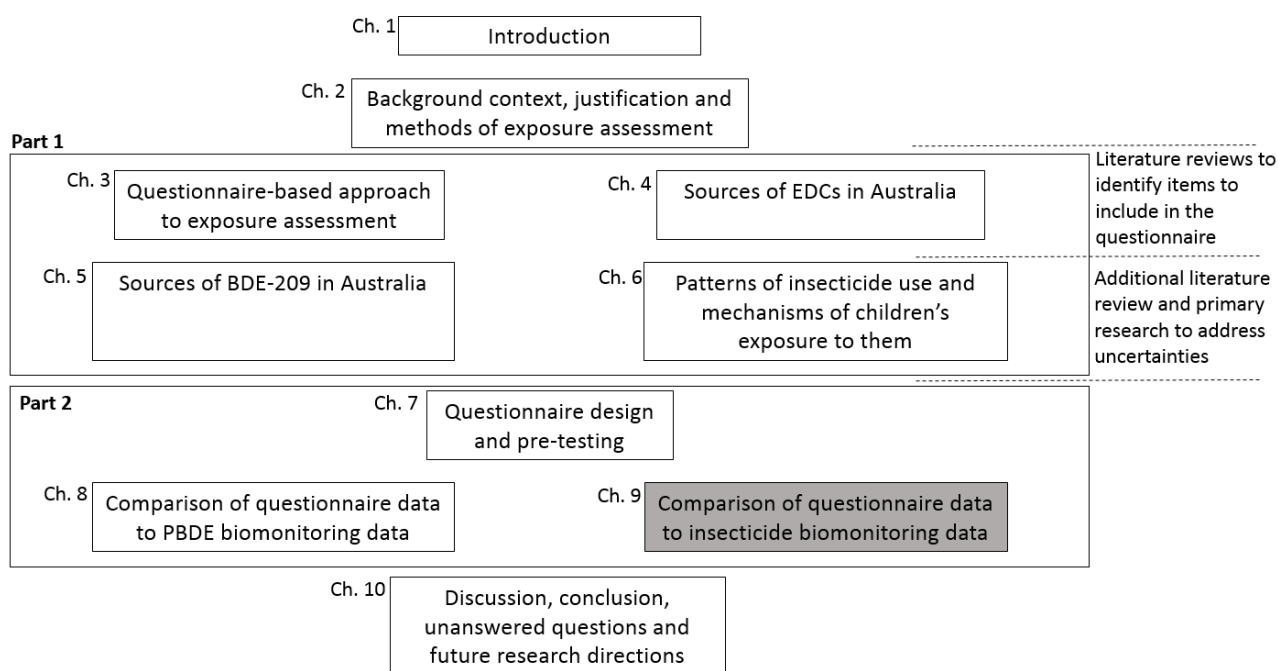 Ch. 1
Introduction
Ch. 2
Background context, justification and
methods of exposure assessment
Part 1
Literature reviews to
identify items to
include in the
questionnaire
Ch. 3
Questionnaire-based approach
to exposure assessment
Ch. 4
Sources of EDCs in Australia
Ch. 5
Sources of BDE-209 in Australia
Ch. 6
Patterns of insecticide use and
mechanisms of children’s
exposure to them
Additional literature
review and primary
research to address
uncertainties
Part 2
Ch. 7
Questionnaire design
and pre-testing
Ch. 8
Comparison of questionnaire data
to PBDE biomonitoring data
Ch. 9
Comparison of questionnaire data
to insecticide biomonitoring data
Ch. 10
Discussion, conclusion,
unanswered questions and
future research directions